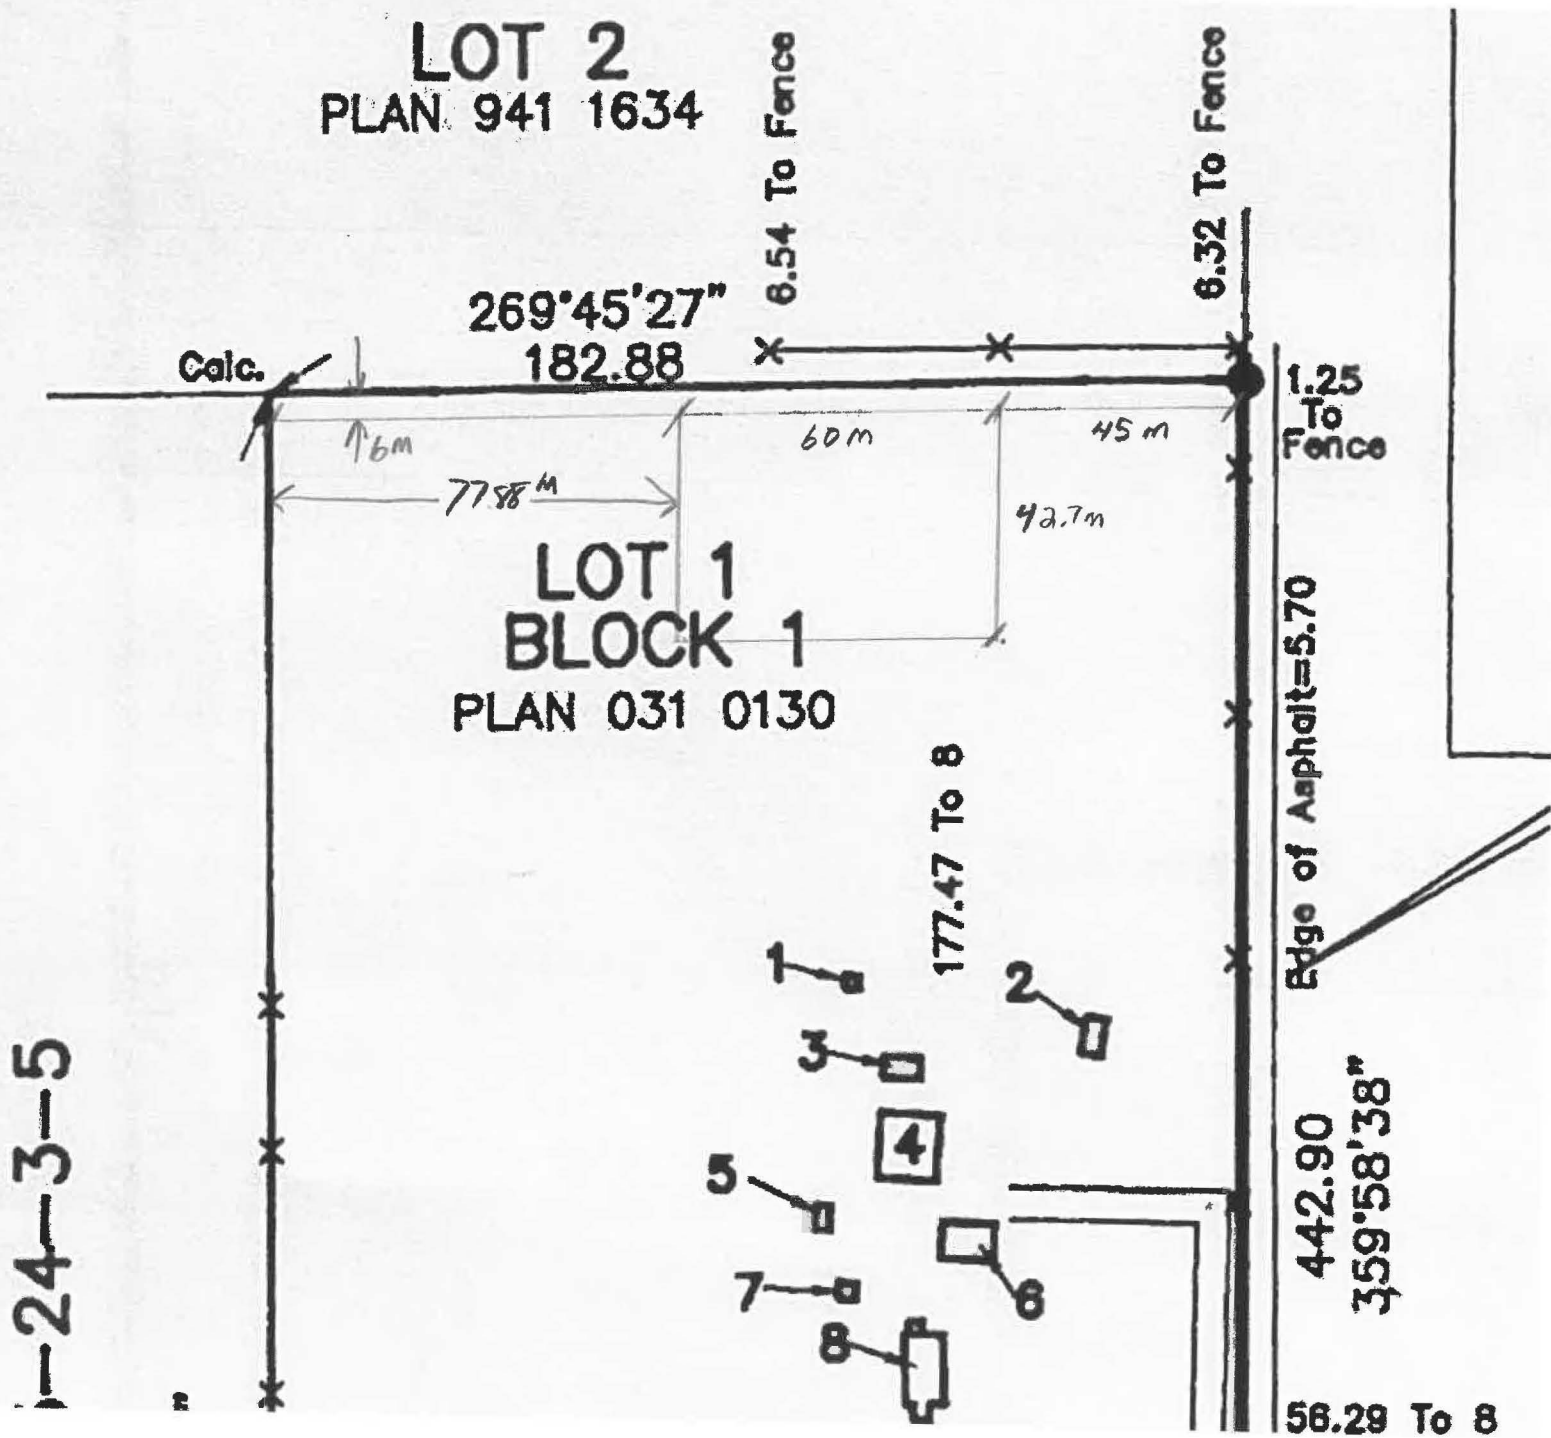 LOT 2
PLAN 941 1634
6.54 To Fence
6.32 To Fence
269°45'27"
182.88
Calc.
1.25
To
Fence
6m
60m
45m
77.88 M
42.7m
LOT 1
BLOCK 1
PLAN 031 0130
Edge of Asphalt=5.70
177.47 To 8
1
2
3
4
5
6
7
8
-24-3-5
442.90
359°58'38"
56.29 To 8
"